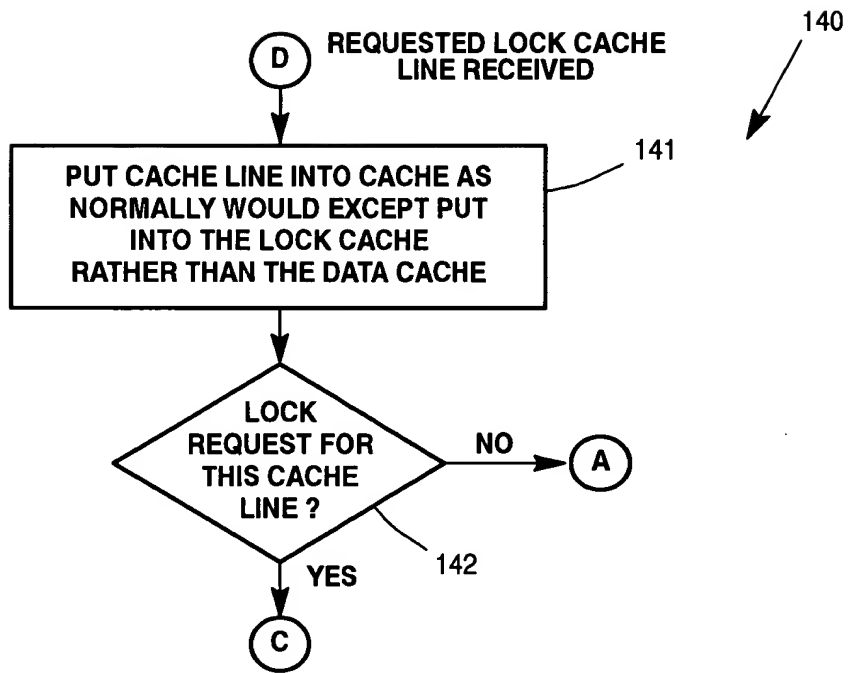 140
D
REQUESTED LOCK CACHE
LINE RECEIVED
141
PUT CACHE LINE INTO CACHE AS
NORMALLY WOULD EXCEPT PUT
INTO THE LOCK CACHE
RATHER THAN THE DATA CACHE
LOCK
REQUEST FOR
THIS CACHE
LINE ?
NO
A
142
YES
C